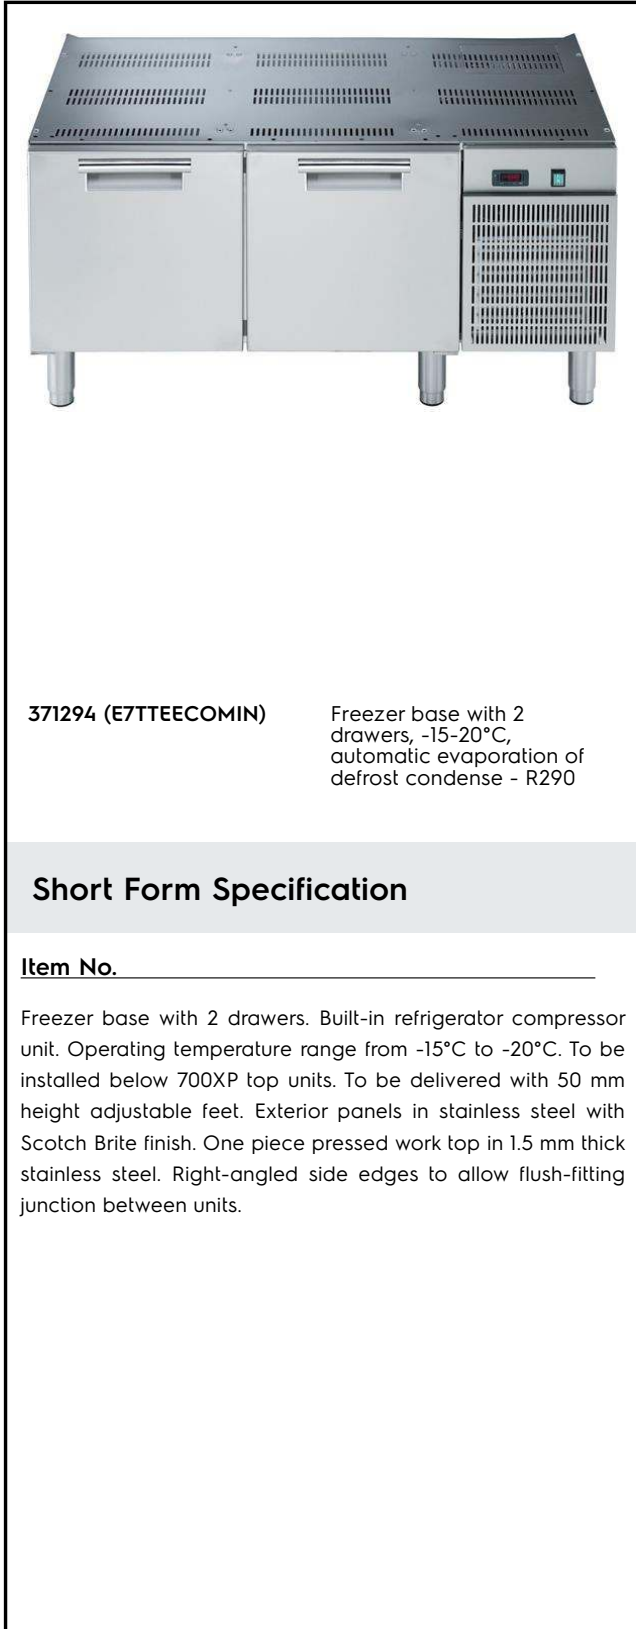 371294 (E7TTEECOMIN)
Freezer base with 2
drawers, -15-20°C,
automatic evaporation of
defrost condense - R290
Short Form Specification
Item No.
Freezer base with 2 drawers. Built-in refrigerator compressor
unit. Operating temperature range from -15°C to -20°C. To be
installed below 700XP top units. To be delivered with 50 mm
height adjustable feet. Exterior panels in stainless steel with
Scotch Brite finish. One piece pressed work top in 1.5 mm thick
stainless steel. Right-angled side edges to allow flush-fitting
junction between units.